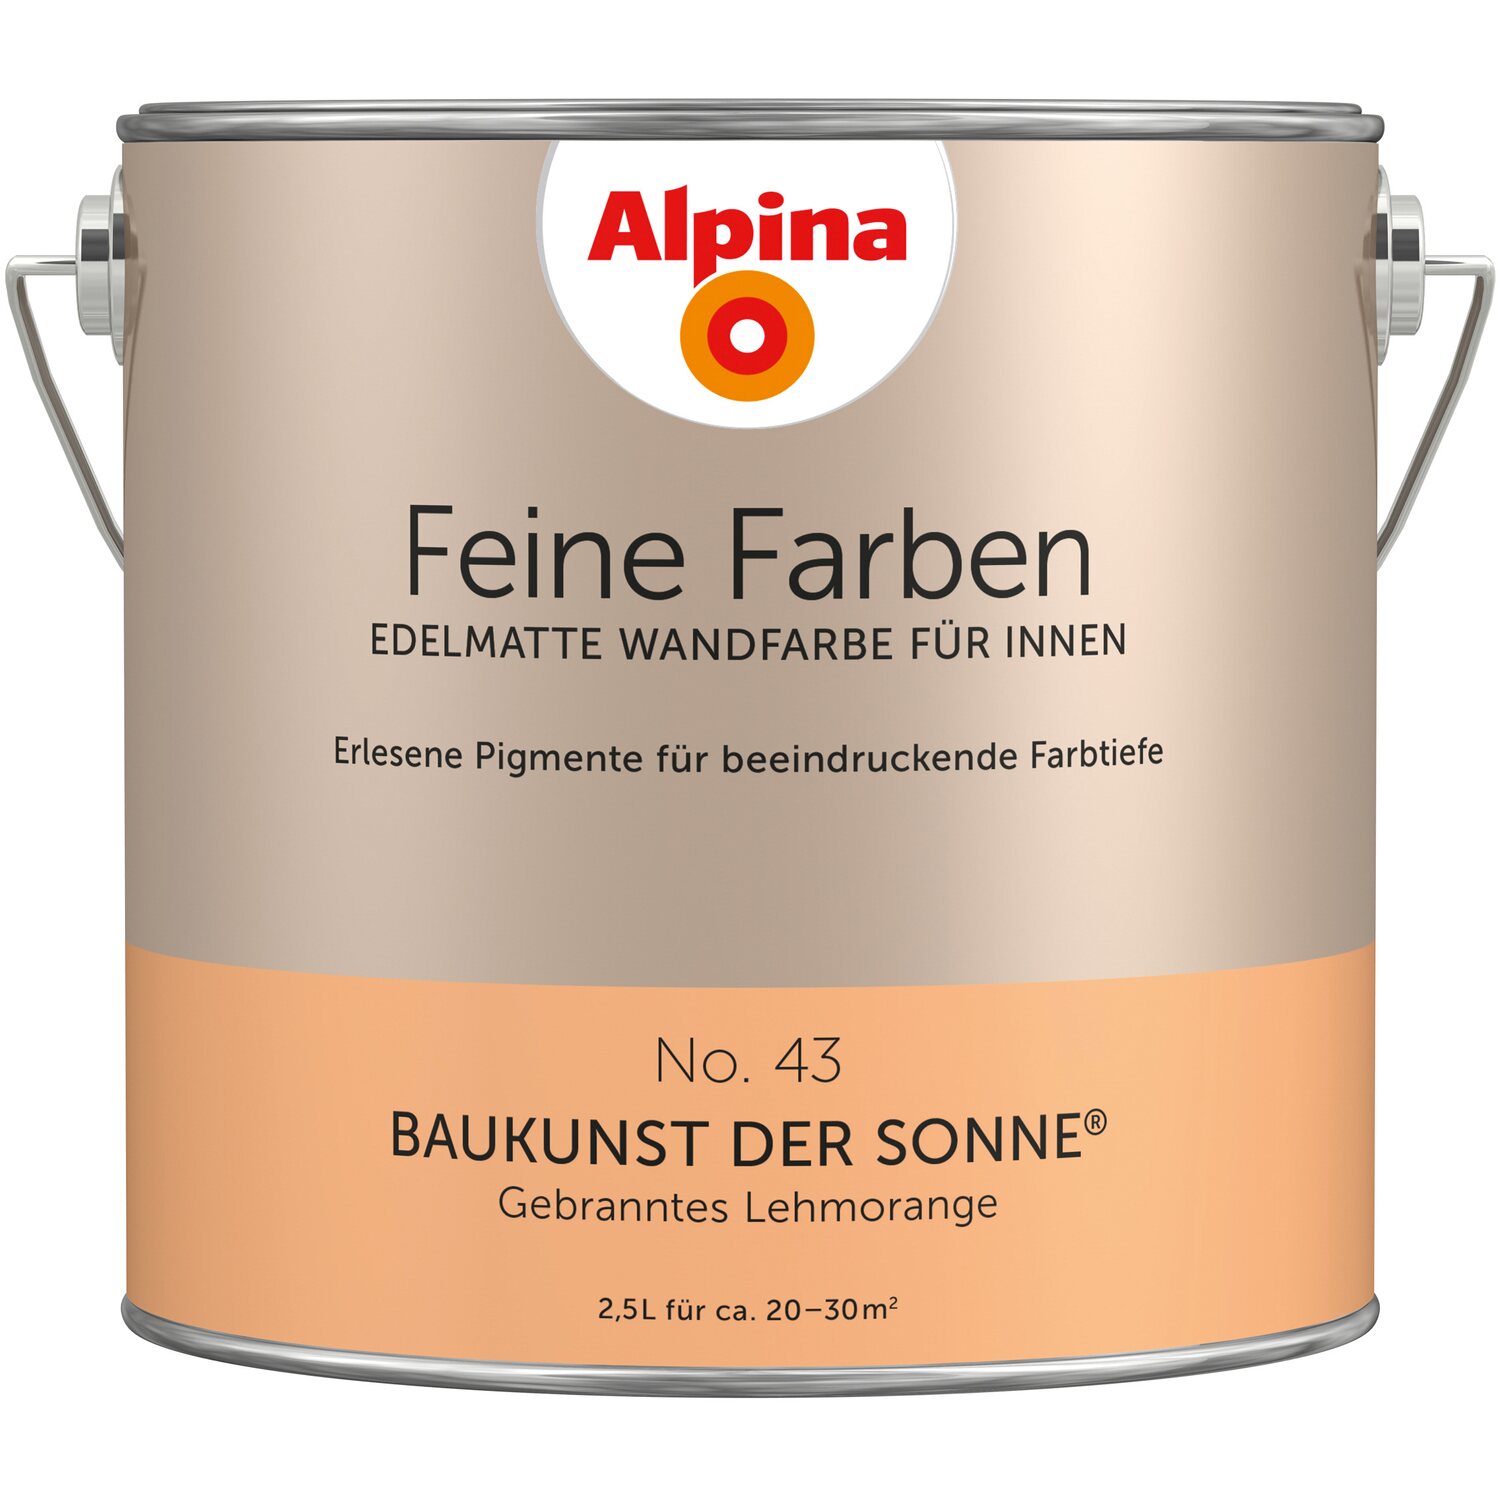 Alpina
Feine Farben
EDELMATTE WANDFARBE FÜR INNEN
Erlesene Pigmente für beeindruckende Farbtiefe
No. 43
BAUKUNST DER SONNE®
Gebranntes Lehmorange
2,5L für ca. 20–30m²